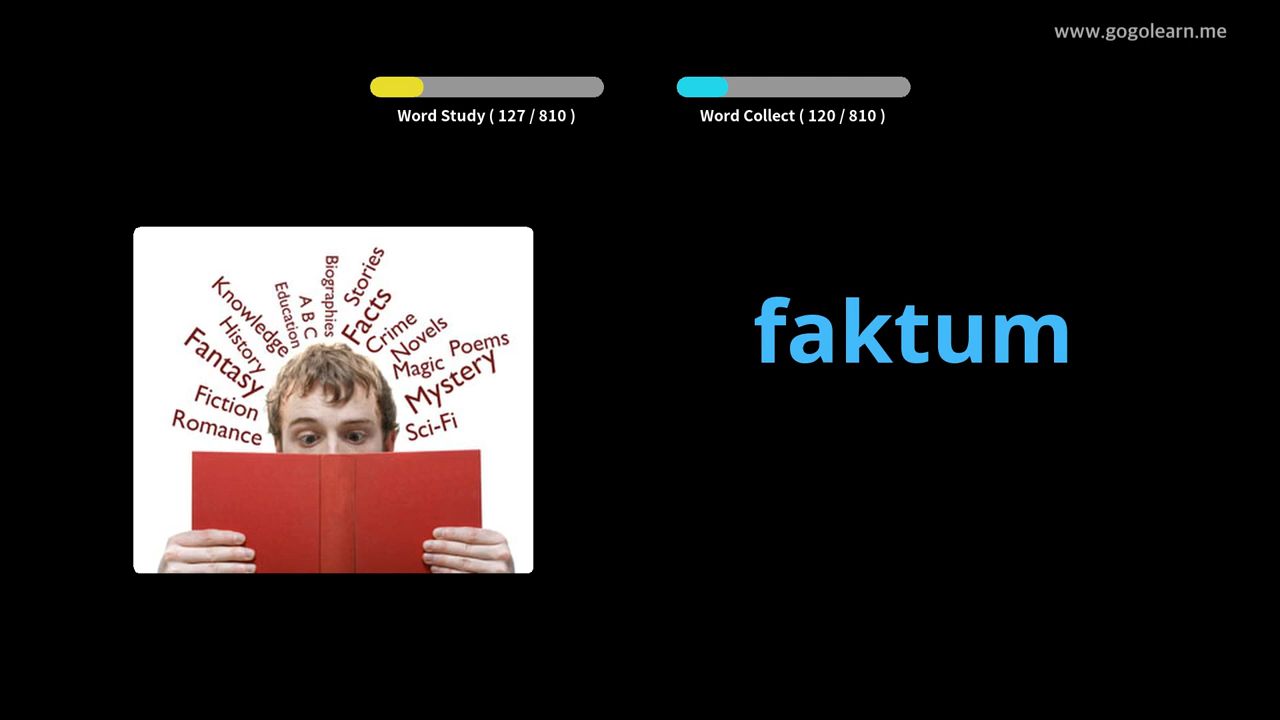 www.gogolearn.me
Word Study ( 127 / 810 )
Word Collect ( 120 / 810 )
faktum
Biographies
Stories
Education
A B C
Facts
Knowledge
Crime
History
Novels
Poems
Fantasy
Magic
Mystery
Fiction
Romance
Sci-Fi